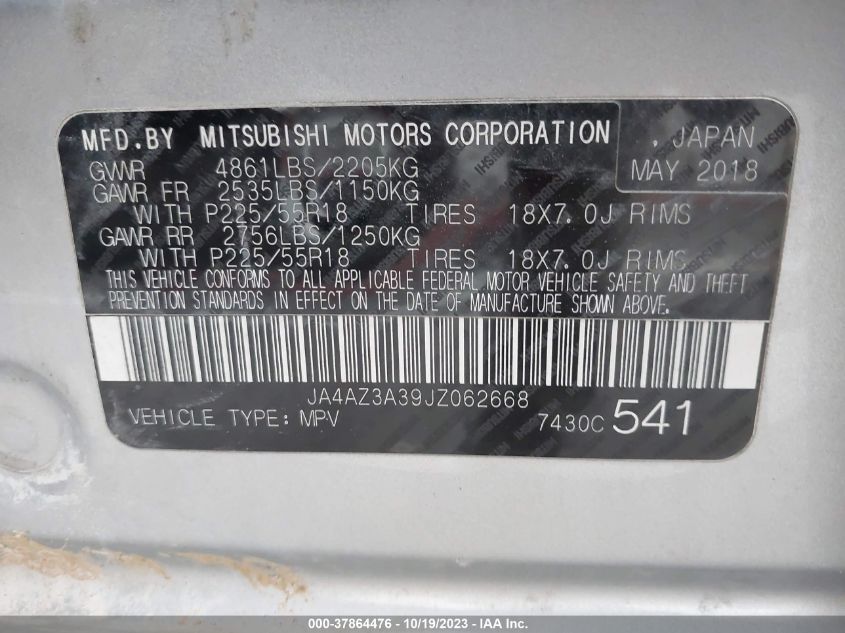 MFD.BY MITSUBISHI MOTORS CORPORATION , JAPAN
GVWR 4861LBS/2205KG MAY 2018
GAWR FR 2535LBS/1150KG
WITH P225/55R18 TIRES 18X7.0J RIMS
GAWR RR 2756LBS/1250KG
WITH P225/55R18 TIRES 18X7.0J RIMS
THIS VEHICLE CONFORMS TO ALL APPLICABLE FEDERAL MOTOR VEHICLE SAFETY AND THEFT
PREVENTION STANDARDS IN EFFECT ON THE DATE OF MANUFACTURE SHOWN ABOVE.
JA4AZ3A39JZ062668
VEHICLE TYPE: MPV 7430C 541
000-37864476 - 10/19/2023 - IAA Inc.